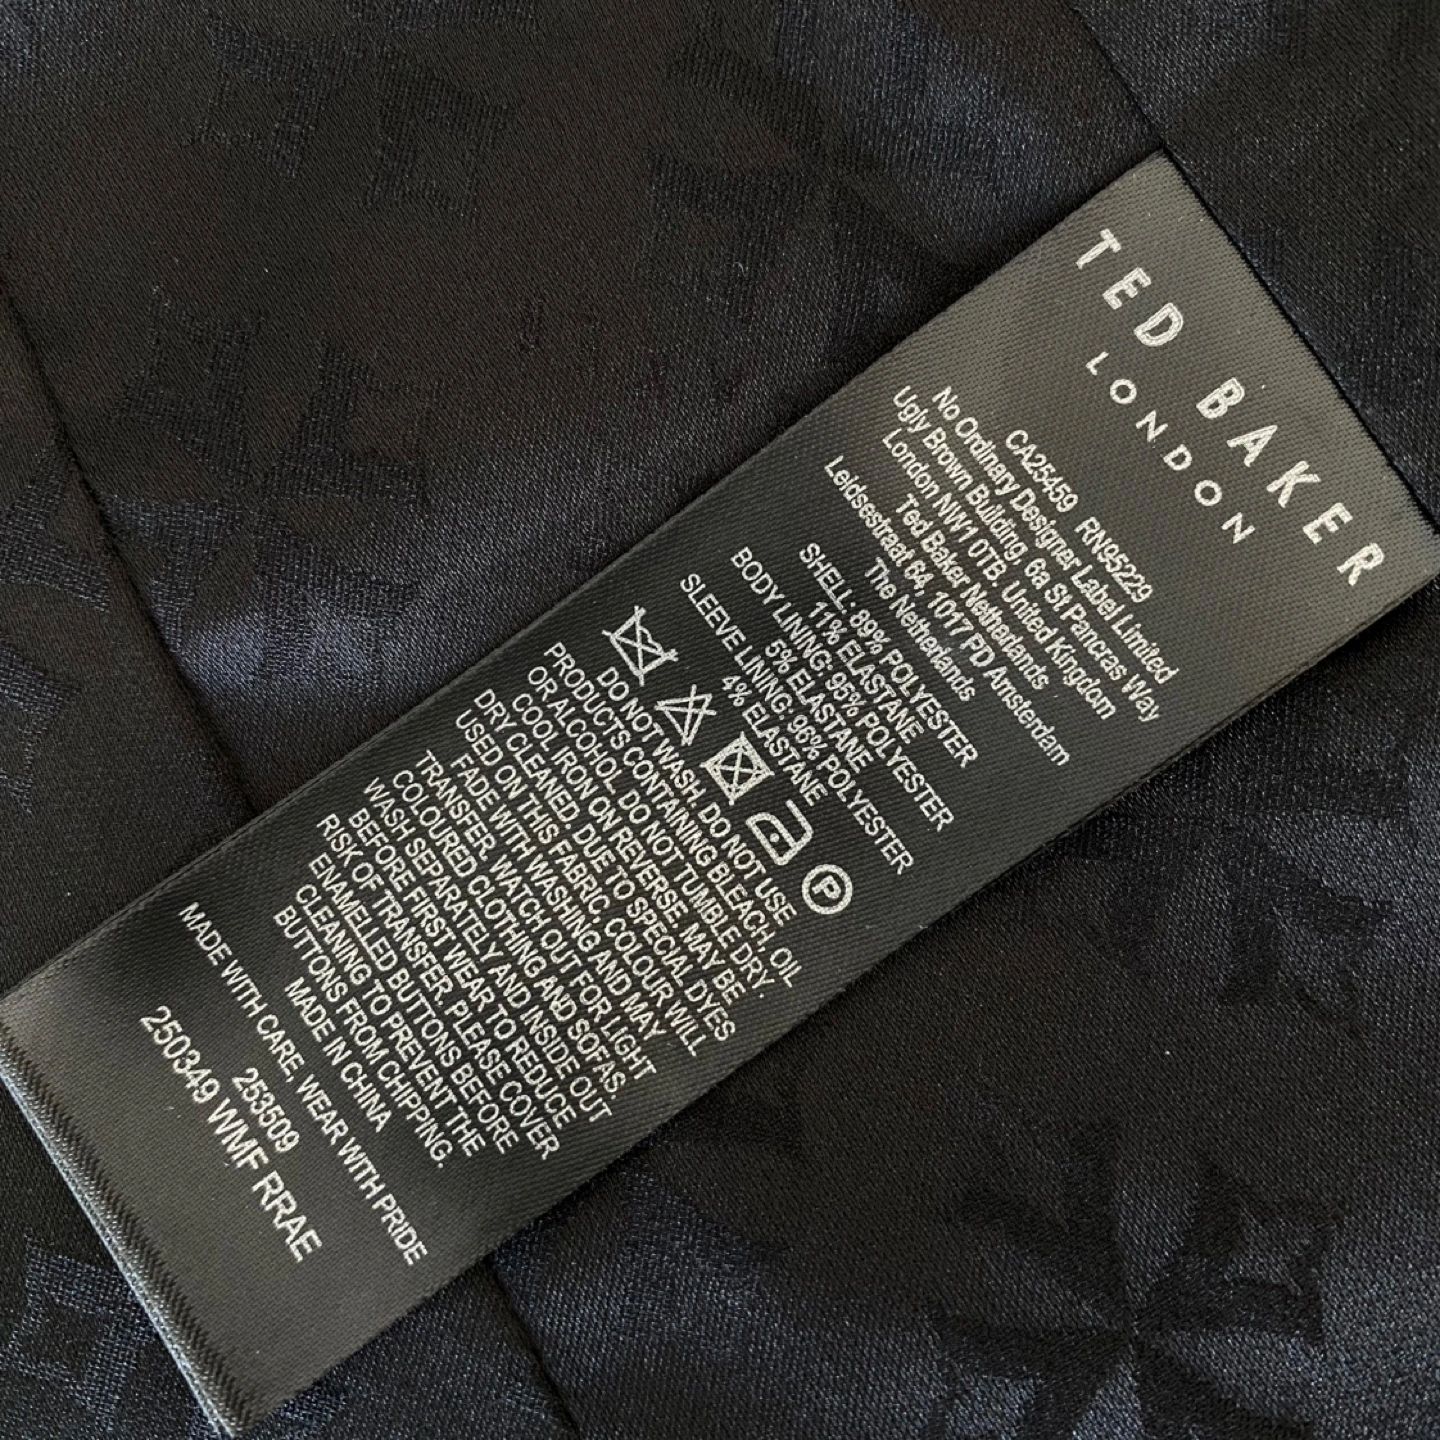 TED BAKER
LONDON
CA25459 RN95229
No Ordinary Designer Label Limited
Ugly Brown Building, 6a St Pancras Way
London NW1 0TB, United Kingdom
Ted Baker Netherlands
Leidsestraat 64, 1017 PD Amsterdam
The Netherlands
SHELL: 89% POLYESTER
11% ELASTANE
BODY LINING: 95% POLYESTER
5% ELASTANE
SLEEVE LINING: 96% POLYESTER
4% ELASTANE
P
DO NOT WASH. DO NOT USE
PRODUCTS CONTAINING BLEACH, OIL
OR ALCOHOL. DO NOT TUMBLE DRY.
COOL IRON ON REVERSE. MAY BE
DRY CLEANED. DUE TO SPECIAL DYES
USED ON THIS FABRIC, COLOUR WILL
FADE WITH WASHING AND MAY
TRANSFER. WATCH OUT FOR LIGHT
COLOURED CLOTHING AND SOFAS.
WASH SEPARATELY AND INSIDE OUT
BEFORE FIRST WEAR TO REDUCE
RISK OF TRANSFER. PLEASE COVER
ENAMELLED BUTTONS BEFORE
CLEANING TO PREVENT THE
BUTTONS FROM CHIPPING.
MADE IN CHINA
MADE WITH CARE, WEAR WITH PRIDE
253509
250349 WMF RRAE